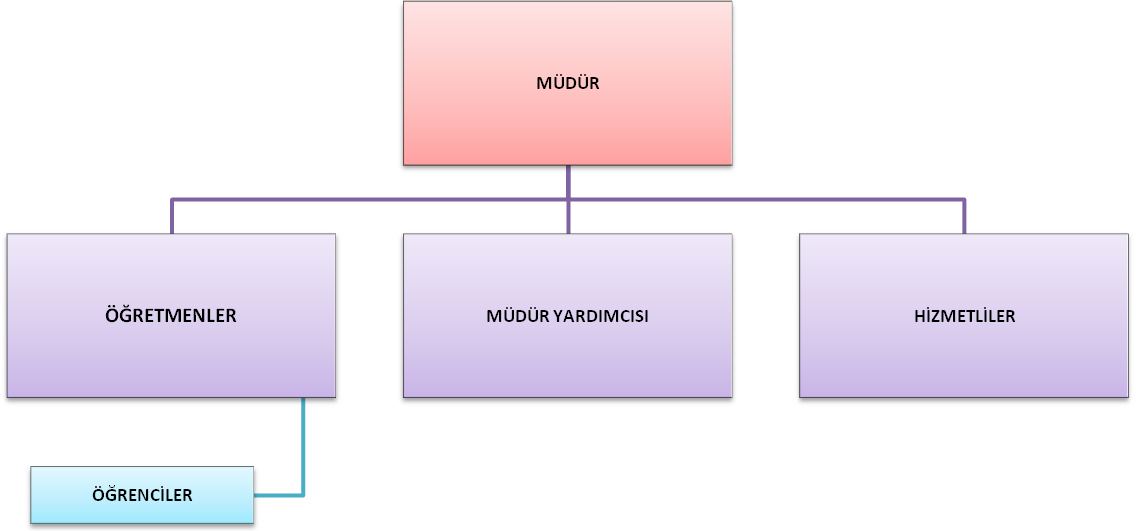 MÜDÜR
ÖĞRETMENLER
MÜDÜR YARDIMCISI
HİZMETLİLER
ÖĞRENCİLER